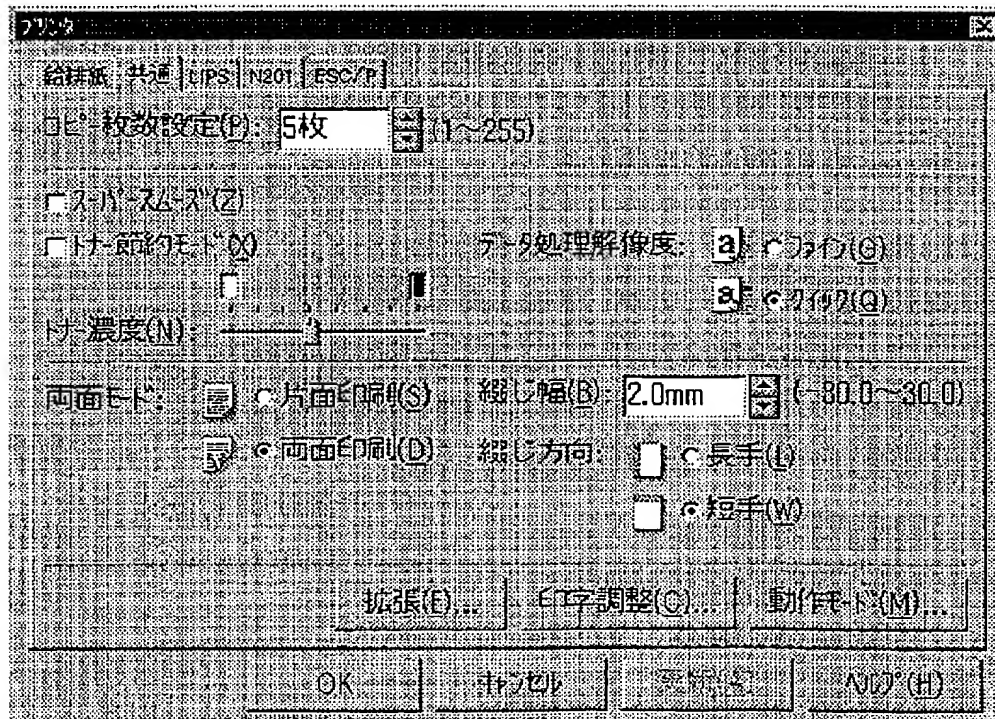 プリンタ
給排紙 共通 LIPS N201 ESC/P
コピー枚数設定(P): 5枚 (1～255)
スーパースムーズ(Z)
トナー節約モード(X)
データ処理解像度: ファイン(G)
クイック(Q)
トナー濃度(N):
両面モード: 片面印刷(S) 綴じ幅(B): 2.0mm (-30.0～30.0)
両面印刷(D) 綴じ方向: 長手(L)
短手(W)
拡張(E)... 印字調整(C)... 動作モード(M)...
OK キャンセル ヘルプ(H)